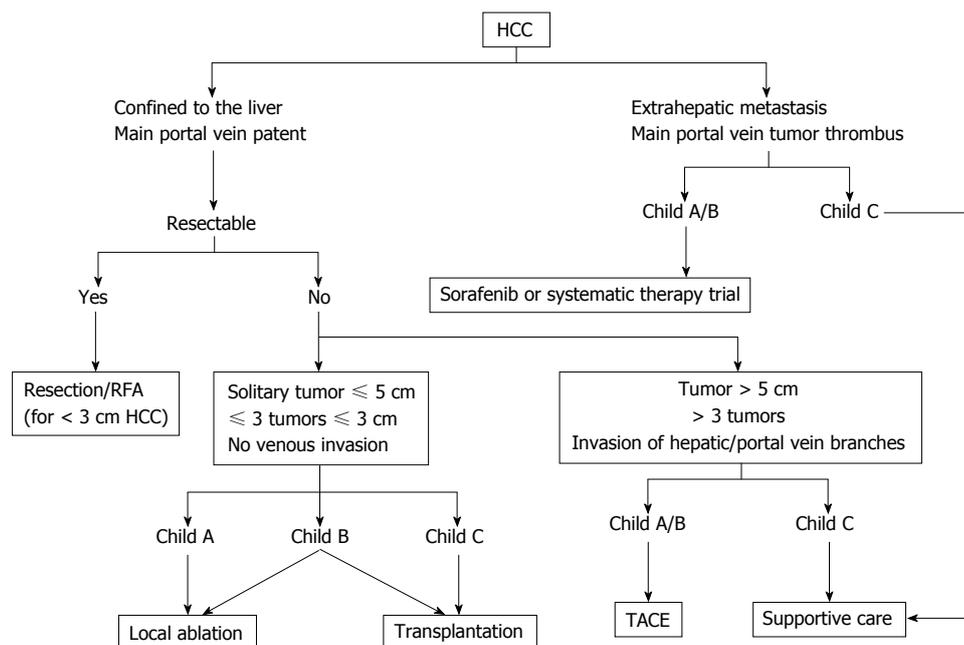 HCC
Confined to the liver
Main portal vein patent
Extrahepatic metastasis
Main portal vein tumor thrombus
Child A/B
Child C
Resectable
Yes
No
Sorafenib or systematic therapy trial
Resection/RFA
(for < 3 cm HCC)
Solitary tumor ⩽ 5 cm
⩽ 3 tumors ⩽ 3 cm
No venous invasion
Tumor > 5 cm
> 3 tumors
Invasion of hepatic/portal vein branches
Child A
Child B
Child C
Child A/B
Child C
Local ablation
Transplantation
TACE
Supportive care